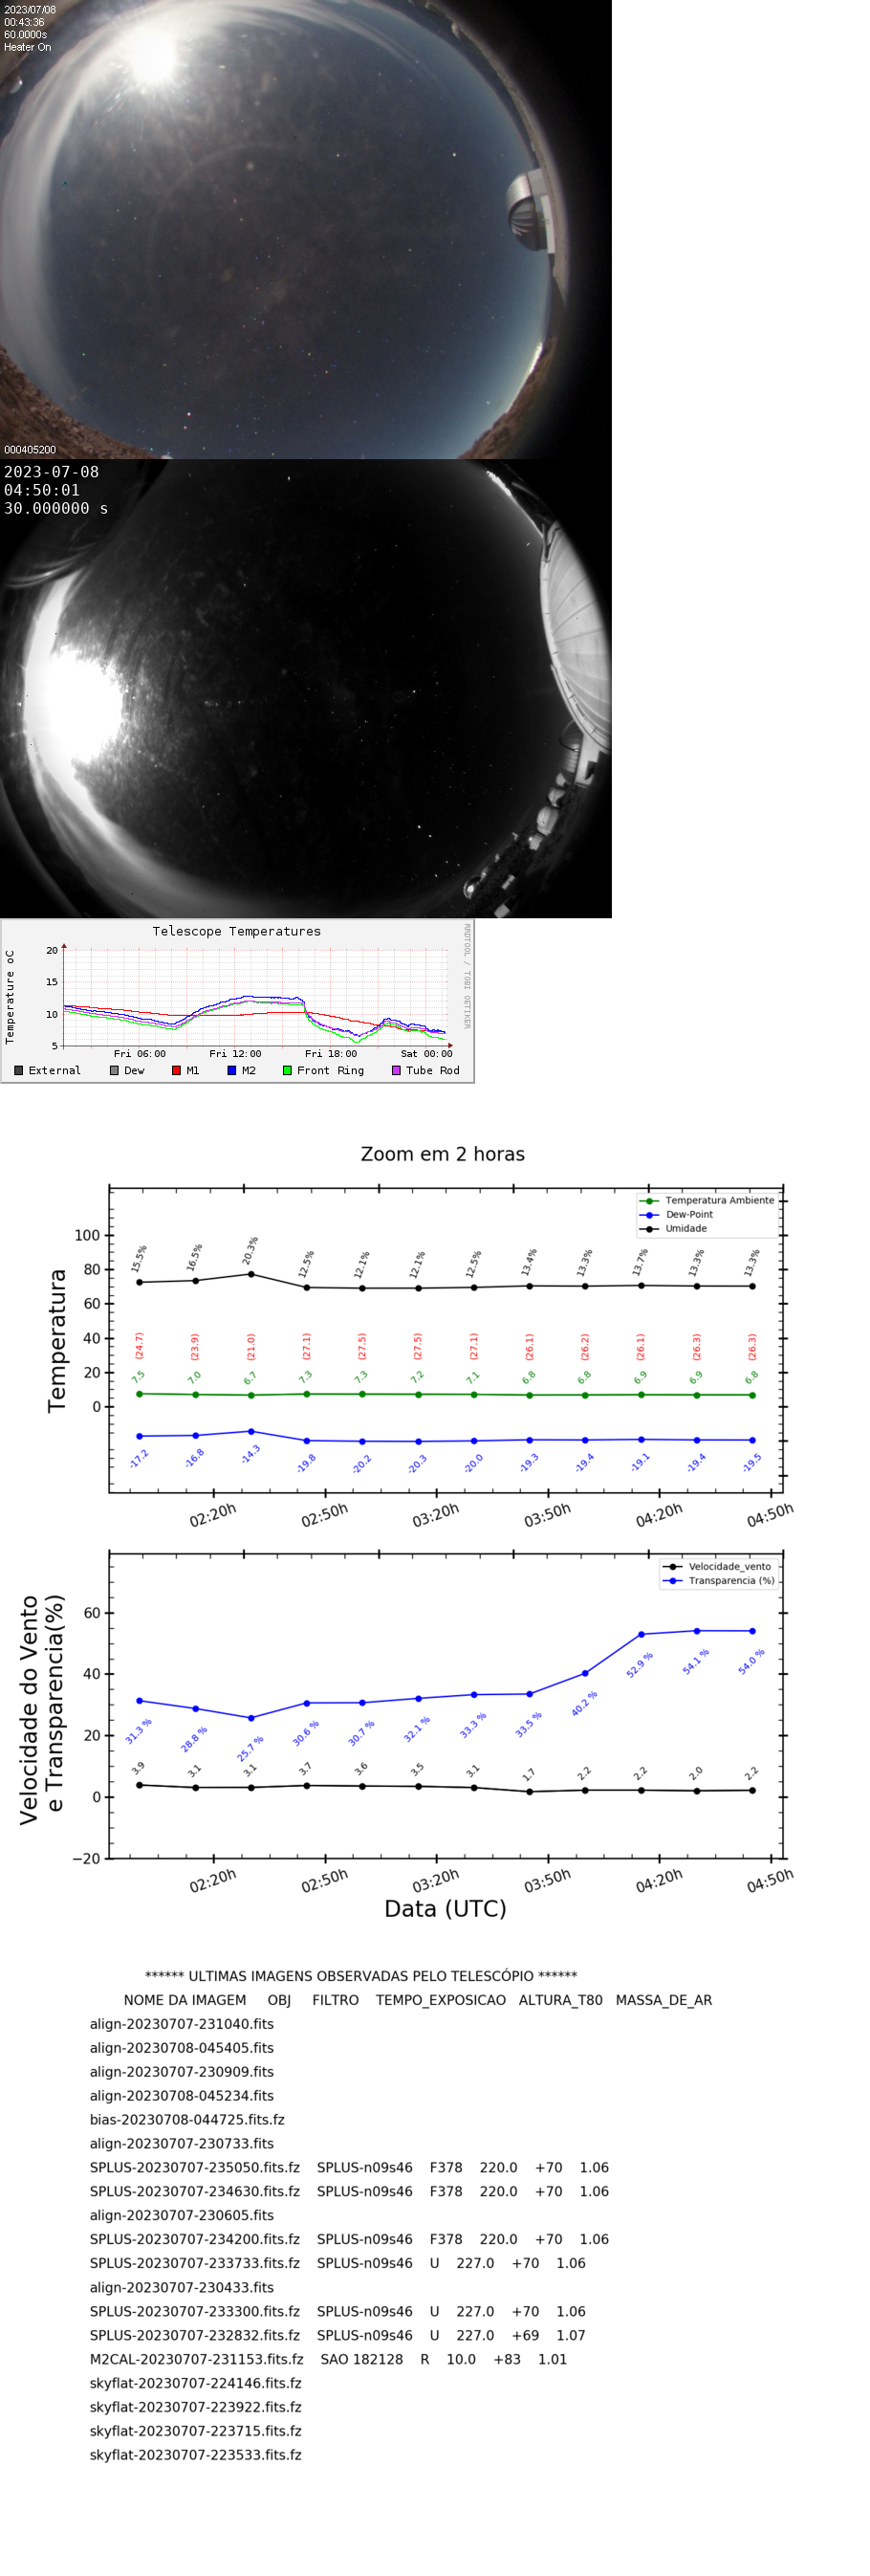 2023/07/08
00:43:36
60.0000s
Heater On
000405200
2023-07-08
04:50:01
30.000000 s
Telescope Temperatures
RRDTOOL / TOBI OETIKER
Temperature oC
20
15
10
5
Fri 06:00 Fri 12:00 Fri 18:00 Sat 00:00
External Dew M1 M2 Front Ring Tube Rod
Zoom em 2 horas
Temperatura Ambiente
Dew-Point
Umidade
Temperatura
100
80
60
40
20
0
15.5% 16.5% 20.3% 12.5% 12.1% 12.1% 12.5% 13.4% 13.3% 13.7% 13.3% 13.3%
(24.7) (23.9) (21.0) (27.1) (27.5) (27.5) (27.1) (26.1) (26.2) (26.1) (26.3) (26.3)
7.5 7.0 6.7 7.3 7.3 7.2 7.1 6.8 6.8 6.9 6.9 6.8
-17.2 -16.8 -14.3 -19.8 -20.2 -20.3 -20.0 -19.3 -19.4 -19.1 -19.4 -19.5
02:20h 02:50h 03:20h 03:50h 04:20h 04:50h
Velocidade_vento
Transparencia (%)
Velocidade do Vento
e Transparencia(%)
60
40
20
0
−20
31.3 % 28.8 % 25.7 % 30.6 % 30.7 % 32.1 % 33.3 % 33.5 % 40.2 % 52.9 % 54.1 % 54.0 %
3.9 3.1 3.1 3.7 3.6 3.5 3.1 1.7 2.2 2.2 2.0 2.2
02:20h 02:50h 03:20h 03:50h 04:20h 04:50h
Data (UTC)
****** ULTIMAS IMAGENS OBSERVADAS PELO TELESCÓPIO ******
NOME DA IMAGEM OBJ FILTRO TEMPO_EXPOSICAO ALTURA_T80 MASSA_DE_AR
align-20230707-231040.fits
align-20230708-045405.fits
align-20230707-230909.fits
align-20230708-045234.fits
bias-20230708-044725.fits.fz
align-20230707-230733.fits
SPLUS-20230707-235050.fits.fz SPLUS-n09s46 F378 220.0 +70 1.06
SPLUS-20230707-234630.fits.fz SPLUS-n09s46 F378 220.0 +70 1.06
align-20230707-230605.fits
SPLUS-20230707-234200.fits.fz SPLUS-n09s46 F378 220.0 +70 1.06
SPLUS-20230707-233733.fits.fz SPLUS-n09s46 U 227.0 +70 1.06
align-20230707-230433.fits
SPLUS-20230707-233300.fits.fz SPLUS-n09s46 U 227.0 +70 1.06
SPLUS-20230707-232832.fits.fz SPLUS-n09s46 U 227.0 +69 1.07
M2CAL-20230707-231153.fits.fz SAO 182128 R 10.0 +83 1.01
skyflat-20230707-224146.fits.fz
skyflat-20230707-223922.fits.fz
skyflat-20230707-223715.fits.fz
skyflat-20230707-223533.fits.fz